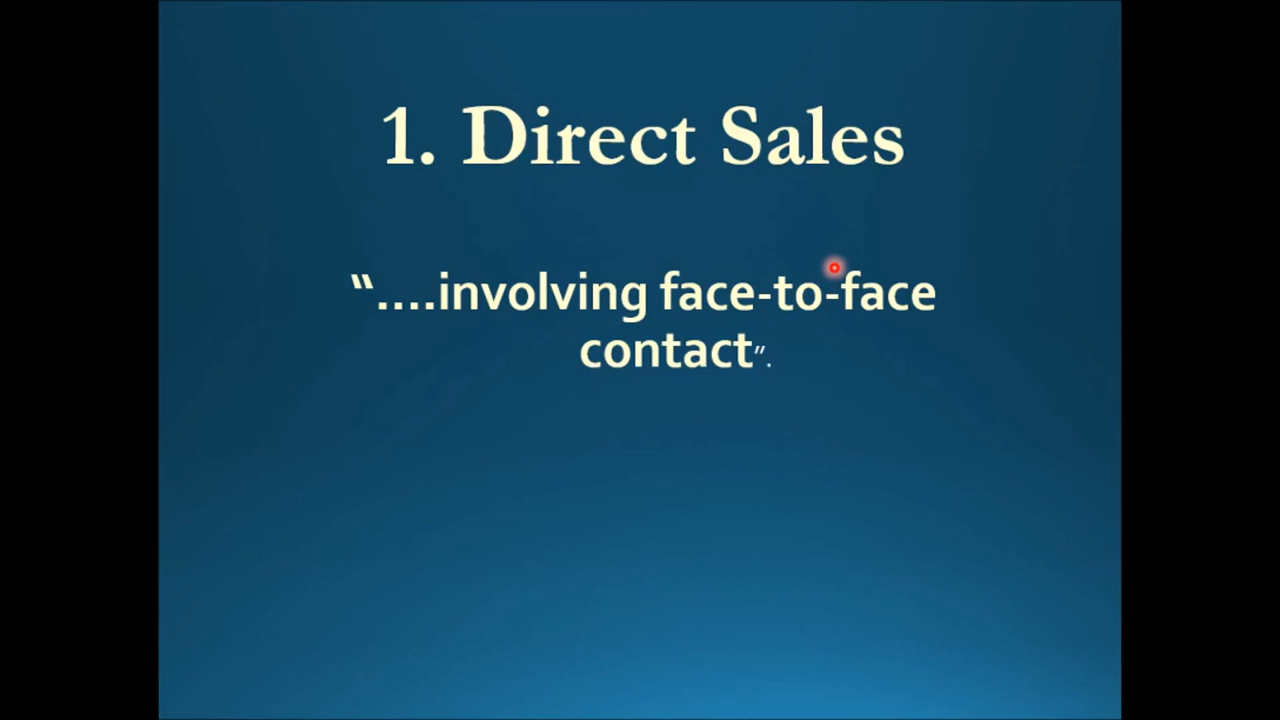 1. Direct Sales
“....involving face-to-face
contact”.